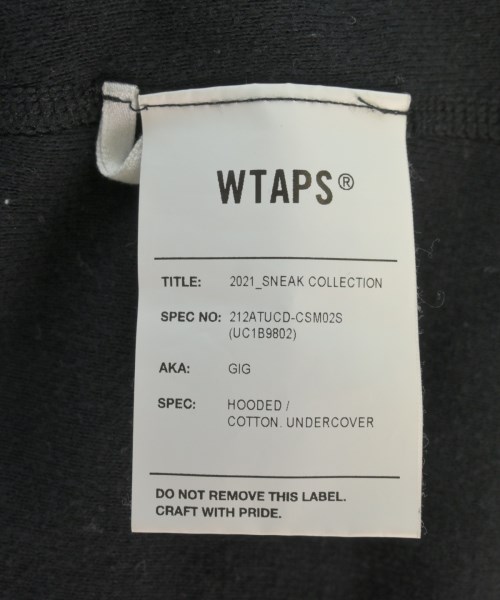 WTAPS®
TITLE: 2021_SNEAK COLLECTION
SPEC NO: 212ATUCD-CSM02S
(UC1B9802)
AKA: GIG
SPEC: HOODED /
COTTON. UNDERCOVER
DO NOT REMOVE THIS LABEL.
CRAFT WITH PRIDE.